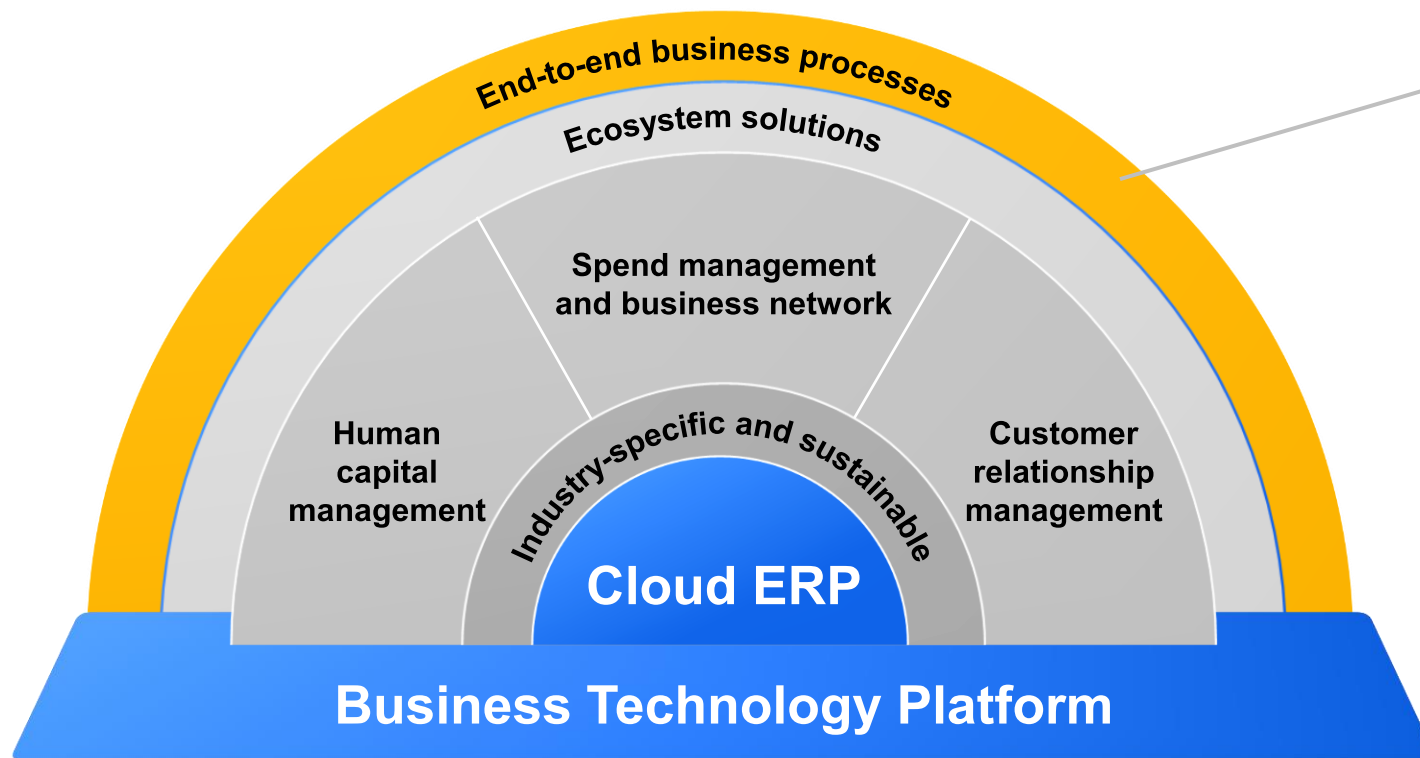 End-to-end business processes
Ecosystem solutions
Spend management
and business network
Human
capital
management
Customer
relationship
management
Industry-specific and sustainable
Cloud ERP
Business Technology Platform